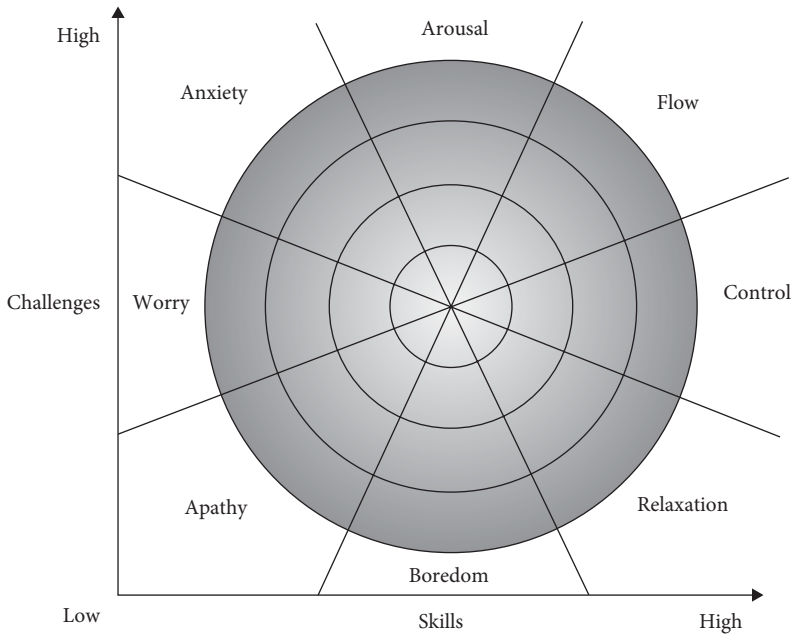 High
Arousal
Anxiety
Flow
Challenges
Worry
Control
Apathy
Relaxation
Boredom
Low
Skills
High